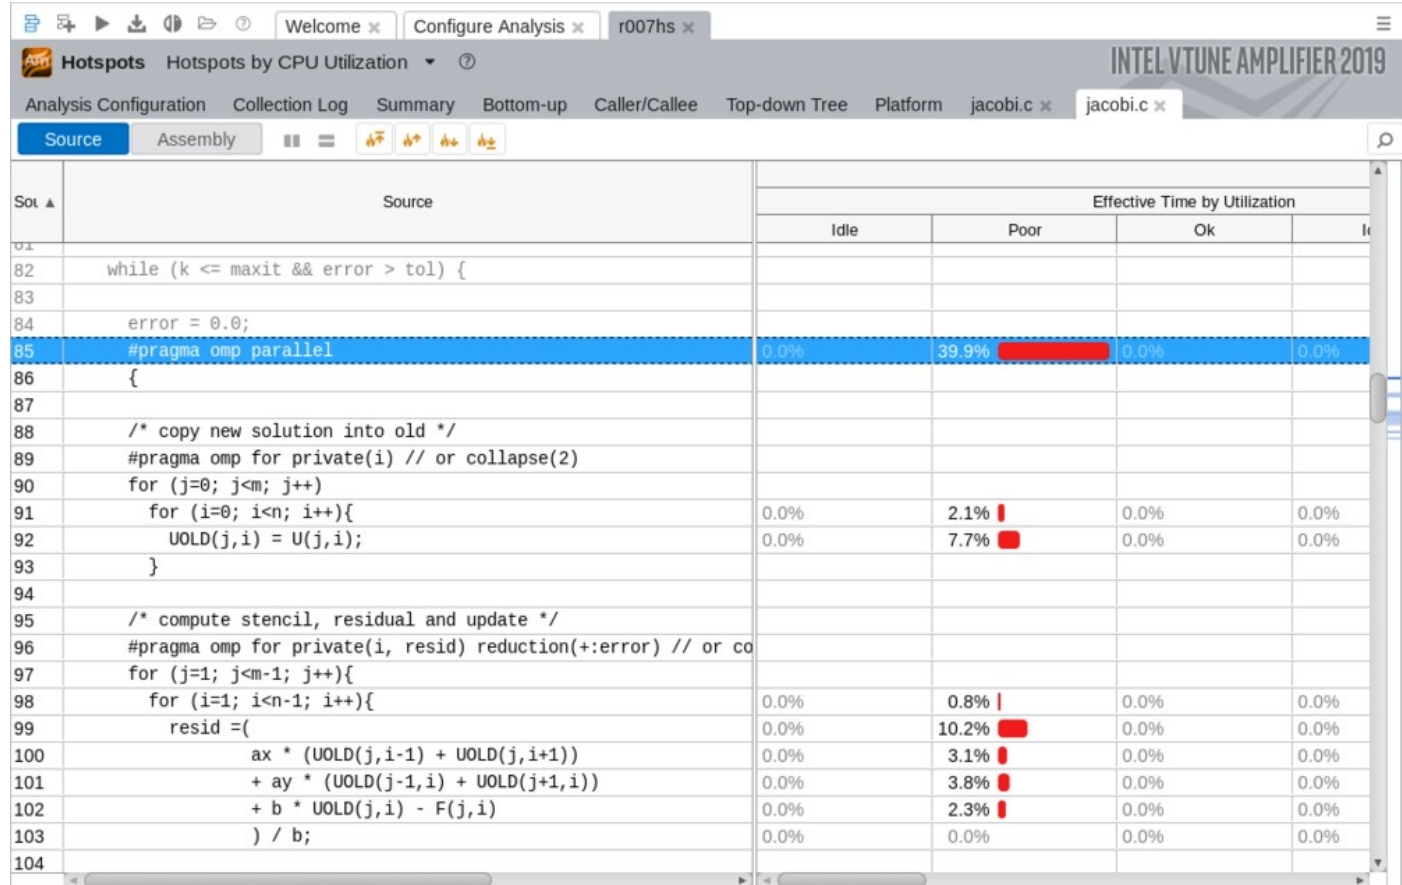 Welcome × Configure Analysis × r007hs ×
Hotspots Hotspots by CPU Utilization INTEL VTUNE AMPLIFIER 2019
Analysis Configuration Collection Log Summary Bottom-up Caller/Callee Top-down Tree Platform jacobi.c × jacobi.c ×
Source Assembly
Source
Effective Time by Utilization
Idle Poor Ok
82 while (k <= maxit && error > tol) {
83
84 error = 0.0;
85 #pragma omp parallel 0.0% 39.9% 0.0% 0.0%
86 {
87
88 /* copy new solution into old */
89 #pragma omp for private(i) // or collapse(2)
90 for (j=0; j<m; j++)
91 for (i=0; i<n; i++){ 0.0% 2.1% 0.0% 0.0%
92 UOLD(j,i) = U(j,i); 0.0% 7.7% 0.0% 0.0%
93 }
94
95 /* compute stencil, residual and update */
96 #pragma omp for private(i, resid) reduction(+:error) // or co
97 for (j=1; j<m-1; j++){
98 for (i=1; i<n-1; i++){ 0.0% 0.8% 0.0% 0.0%
99 resid =( 0.0% 10.2% 0.0% 0.0%
100 ax * (UOLD(j,i-1) + UOLD(j,i+1)) 0.0% 3.1% 0.0% 0.0%
101 + ay * (UOLD(j-1,i) + UOLD(j+1,i)) 0.0% 3.8% 0.0% 0.0%
102 + b * UOLD(j,i) - F(j,i) 0.0% 2.3% 0.0% 0.0%
103 ) / b; 0.0% 0.0% 0.0% 0.0%
104